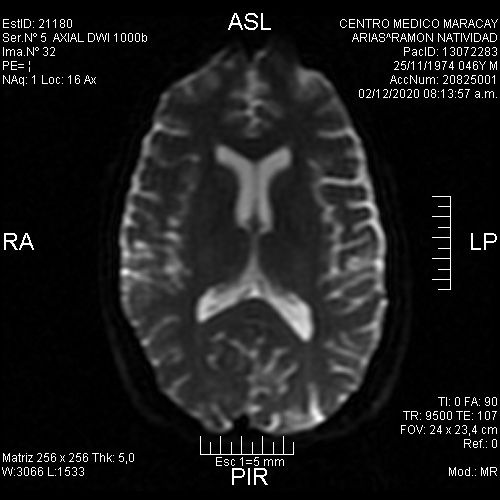 EstID: 21180
Ser.Nº 5 AXIAL DWI 1000b
Ima.Nº 32
PE= ¦
NAq: 1 Loc: 16 Ax
ASL
CENTRO MEDICO MARACAY
ARIAS^RAMON NATIVIDAD
PacID: 13072283
25/11/1974 046Y M
AccNum: 20825001
02/12/2020 08:13:57 a.m.
RA
LP
TI: 0 FA: 90
TR: 9500 TE: 107
FOV: 24 x 23,4 cm
Ref.: 0
Matriz 256 x 256 Thk: 5,0
W:3066 L:1533
Esc 1=5 mm
PIR
Mod.: MR